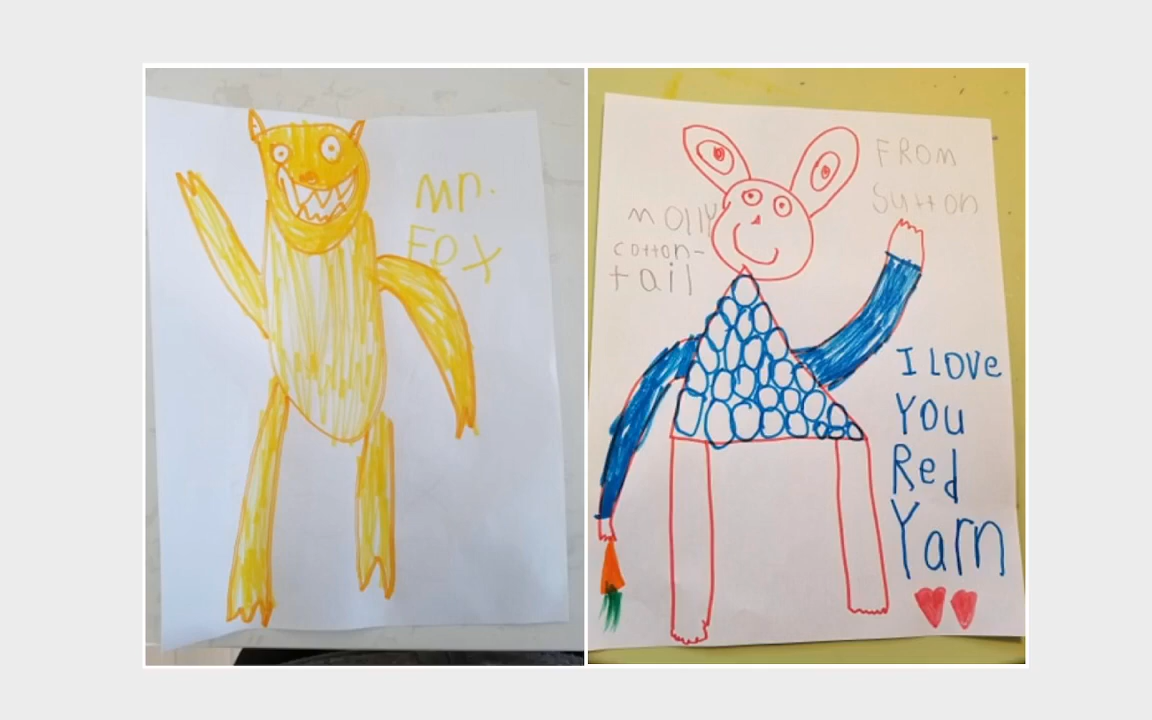 Mr.
FOX
MOLLY
cotton-
tail
FROM
Sutton
I LOVe
YOU
Red
Yarn